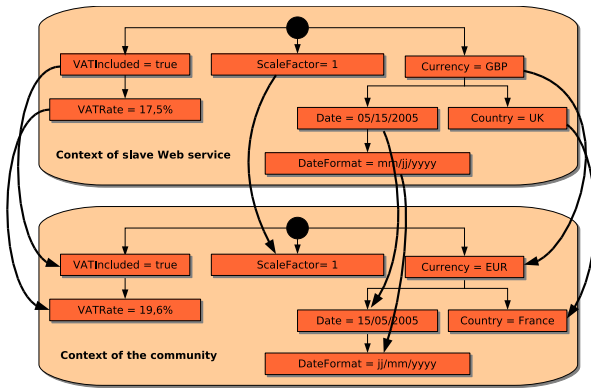 VATIncluded = true
ScaleFactor= 1
Currency = GBP
VATRate = 17,5%
Date = 05/15/2005
Country = UK
Context of slave Web service
DateFormat = mm/jj/yyyy
VATIncluded = true
ScaleFactor= 1
Currency = EUR
VATRate = 19,6%
Date = 15/05/2005
Country = France
Context of the community
DateFormat = jj/mm/yyyy